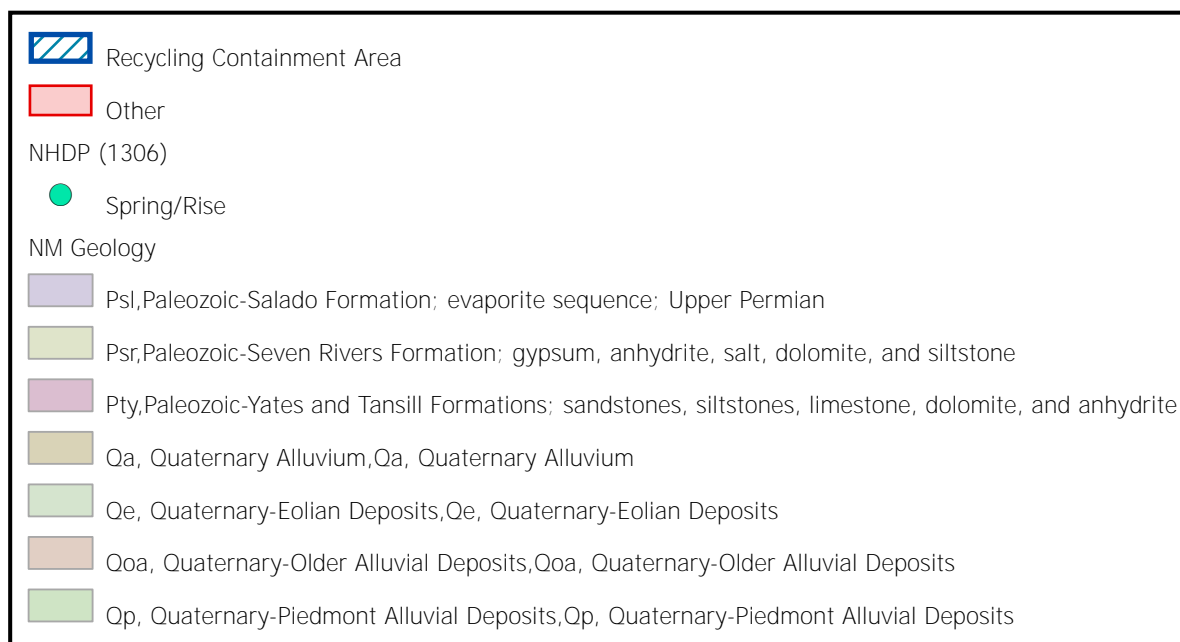 Recycling Containment Area
Other
NHDP (1306)
Spring/Rise
NM Geology
Psl,Paleozoic-Salado Formation; evaporite sequence; Upper Permian
Psr,Paleozoic-Seven Rivers Formation; gypsum, anhydrite, salt, dolomite, and siltstone
Pty,Paleozoic-Yates and Tansill Formations; sandstones, siltstones, limestone, dolomite, and anhydrite
Qa, Quaternary Alluvium,Qa, Quaternary Alluvium
Qe, Quaternary-Eolian Deposits,Qe, Quaternary-Eolian Deposits
Qoa, Quaternary-Older Alluvial Deposits,Qoa, Quaternary-Older Alluvial Deposits
Qp, Quaternary-Piedmont Alluvial Deposits,Qp, Quaternary-Piedmont Alluvial Deposits